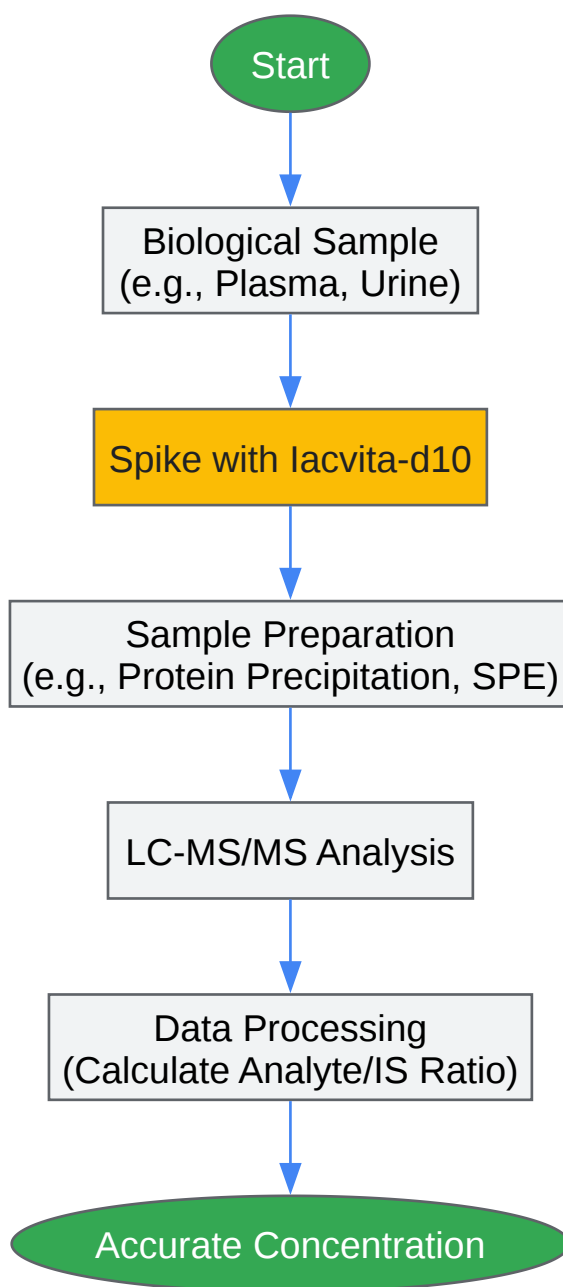 Start
Biological Sample
(e.g., Plasma, Urine)
Spike with Iacvita-d10
Sample Preparation
(e.g., Protein Precipitation, SPE)
LC-MS/MS Analysis
Data Processing
(Calculate Analyte/IS Ratio)
Accurate Concentration